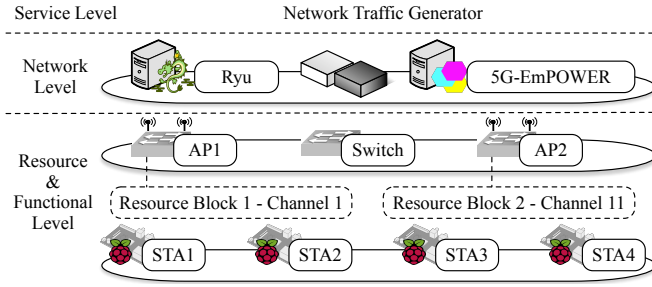 Service Level
Network Traffic Generator
Network
Level
Ryu
5G-EmPOWER
AP1
Switch
AP2
Resource
&
Functional
Level
Resource Block 1 - Channel 1
Resource Block 2 - Channel 11
STA1
STA2
STA3
STA4